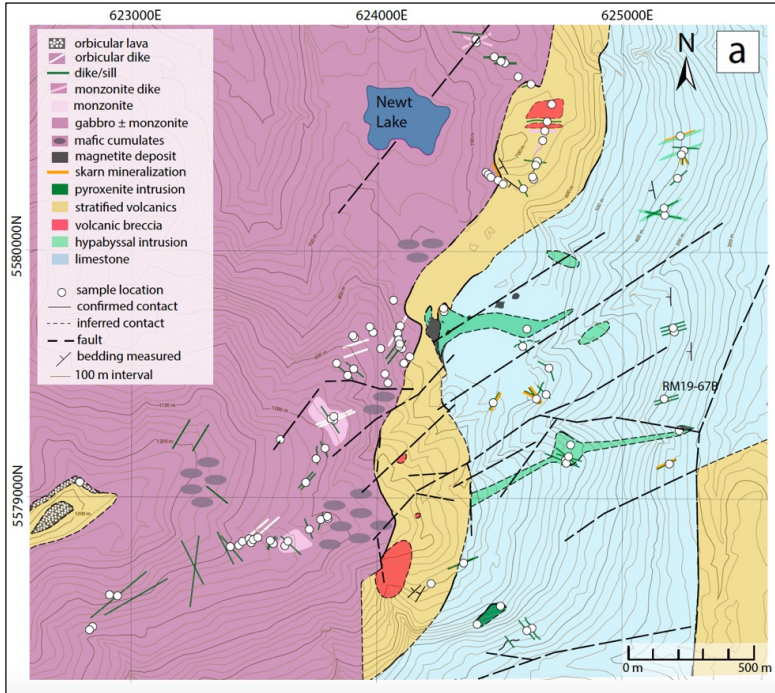 623000E
624000E
625000E
5580000N
5579000N
a
N
orbicular lava
orbicular dike
dike/sill
monzonite dike
monzonite
gabbro ± monzonite
mafic cumulates
magnetite deposit
skarn mineralization
pyroxenite intrusion
stratified volcanics
volcanic breccia
hypabyssal intrusion
limestone
sample location
confirmed contact
inferred contact
fault
bedding measured
100 m interval
Newt
Lake
RM19-67B
1100 m
1200 m
0 m
500 m